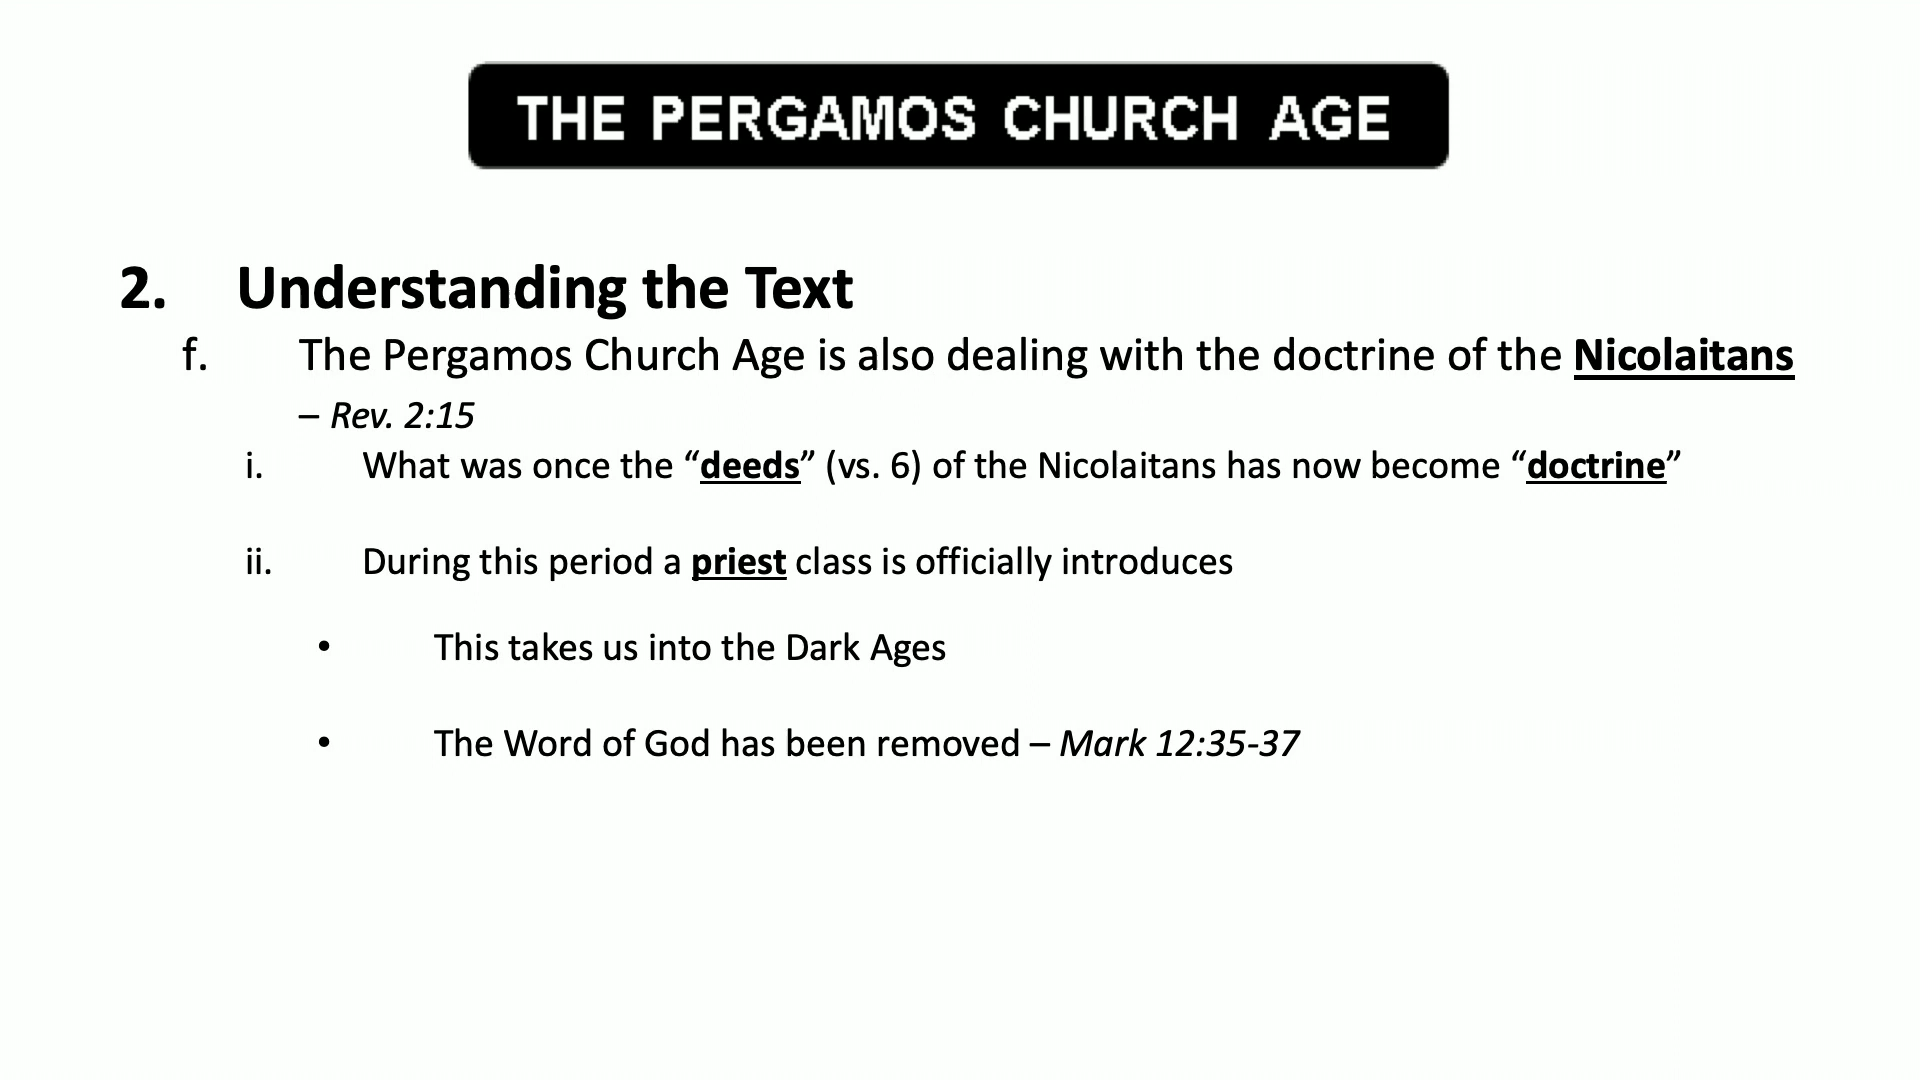 THE PERGAMOS CHURCH AGE
2. Understanding the Text
f. The Pergamos Church Age is also dealing with the doctrine of the Nicolaitans
– Rev. 2:15
i. What was once the “deeds” (vs. 6) of the Nicolaitans has now become “doctrine”
ii. During this period a priest class is officially introduces
• This takes us into the Dark Ages
• The Word of God has been removed – Mark 12:35-37